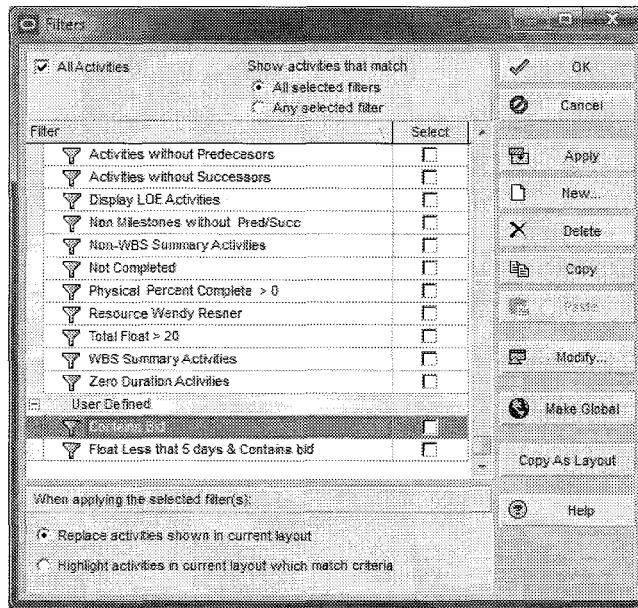 Filters
All Activities
Show activities that match
All selected filters
Any selected filter
Filter Select
Activities without Predecesors
Activities without Successors
Display LOE Activities
Non Milestones without Pred/Succ
Non-WBS Summary Activities
Not Completed
Physical Percent Complete > 0
Resource Wendy Resner
Total Float > 20
WBS Summary Activities
Zero Duration Activities
User Defined
Contains bid
Float Less that 5 days & Contains bid
When applying the selected filter(s):
Replace activities shown in current layout
Highlight activities in current layout which match criteria
OK
Cancel
Apply
New...
Delete
Copy
Paste
Modify...
Make Global
Copy As Layout
Help